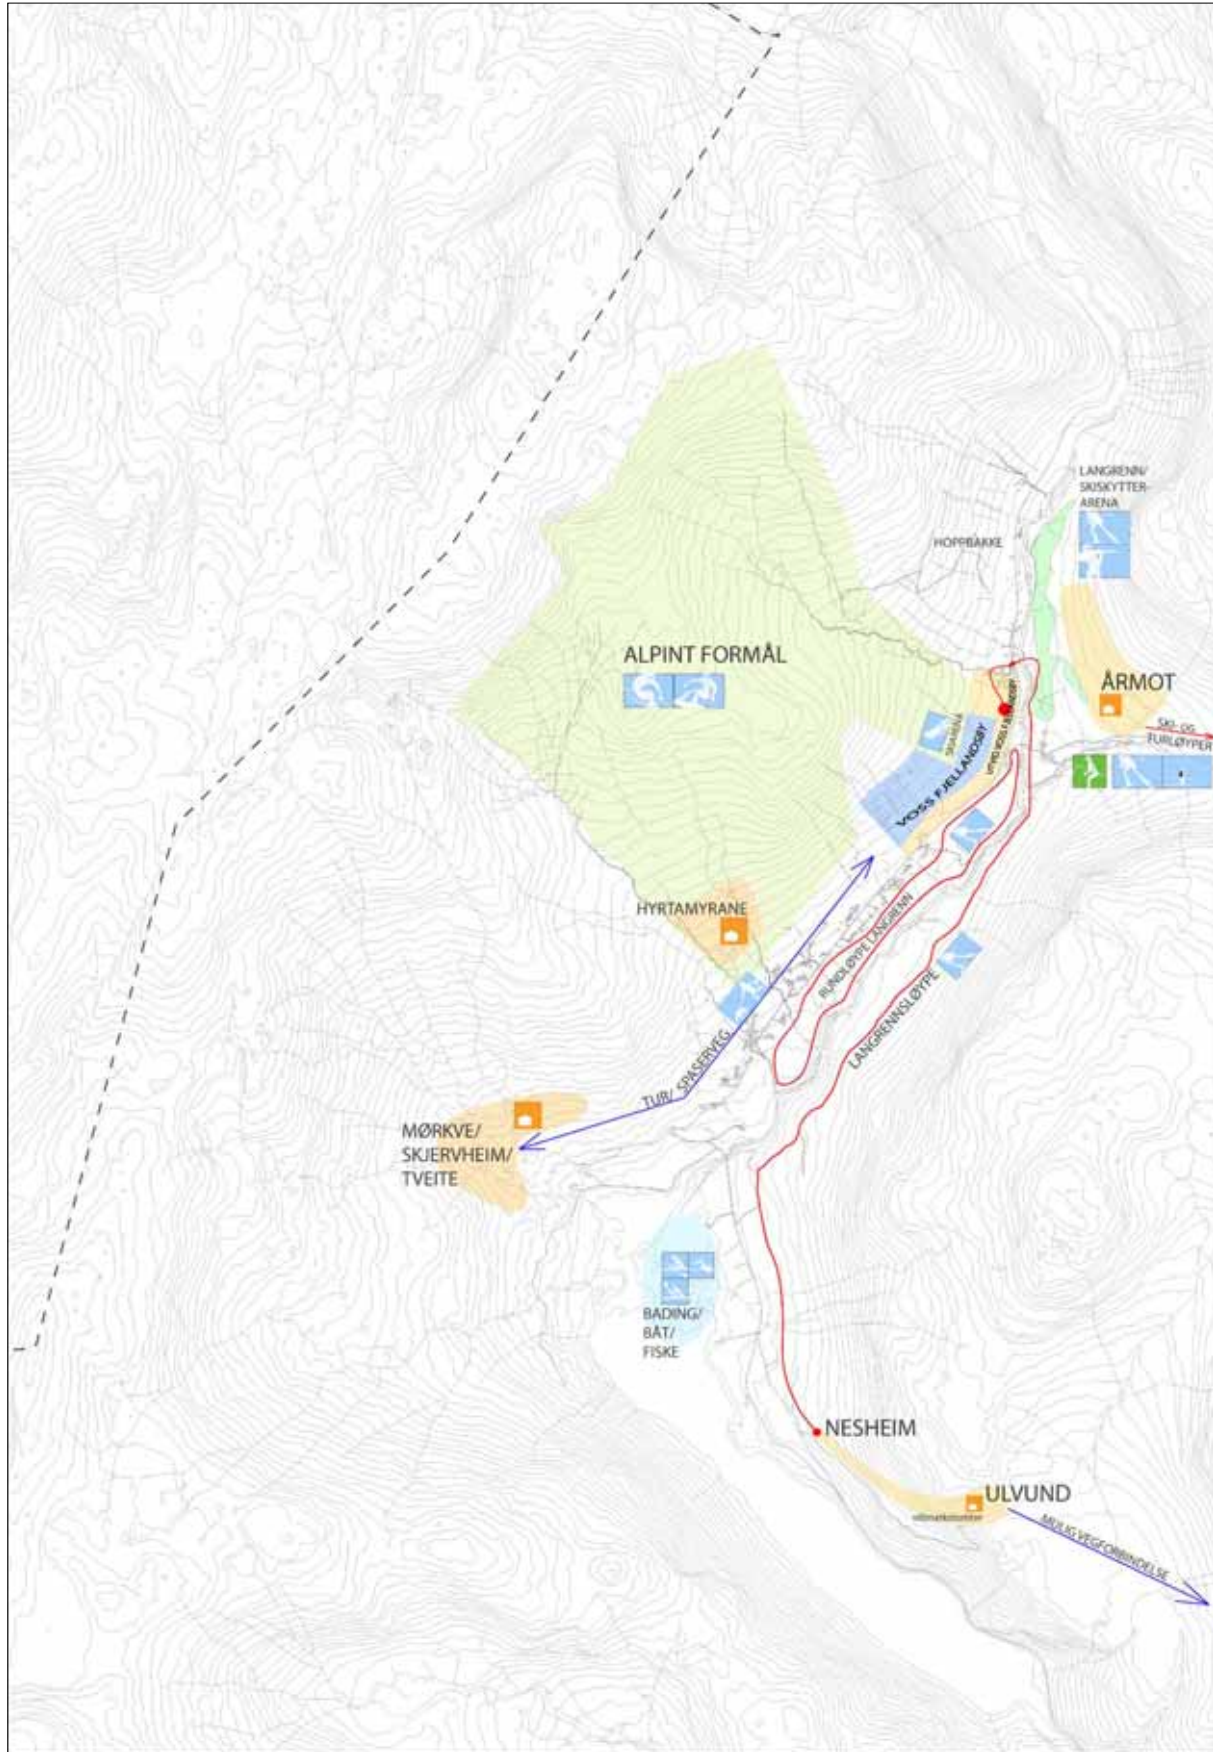 LANGRENN/
SKISKYTTER-
ARENA
HOPPBAKKE
ALPINT FORMÅL
ÅRMOT
SKI- OG
TURLØYPER
SKIARENA
VOSS FJELLANDSBY
HYRTAMYRANE
RUNDLØYPE LANGRENN
LANGRENNSLØYPE
TUR/ SPASERVEG
MØRKVE/
SKJERVHEIM/
TVEITE
BADING/
BÅT/
FISKE
NESHEIM
ULVUND
MULIG VEGFORBINDELSE